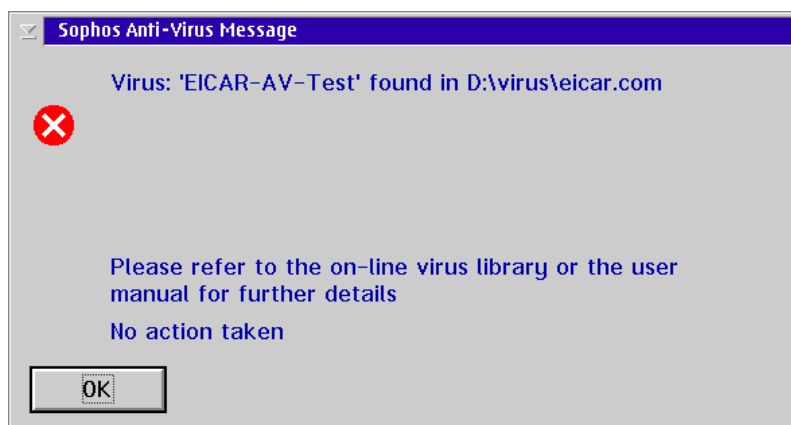 Sophos Anti-Virus Message
Virus: 'EICAR-AV-Test' found in D:\virus\eicar.com
Please refer to the on-line virus library or the user
manual for further details
No action taken
OK